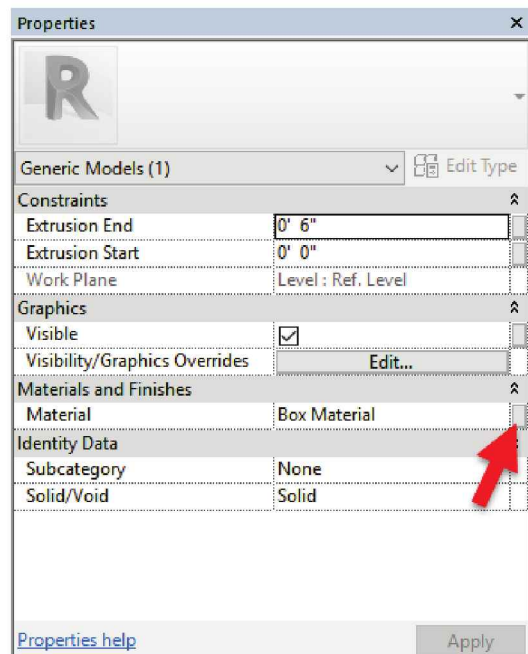 Properties
R
Generic Models (1)
Edit Type
Constraints
Extrusion End 0' 6"
Extrusion Start 0' 0"
Work Plane Level : Ref. Level
Graphics
Visible
Visibility/Graphics Overrides Edit...
Materials and Finishes
Material Box Material
Identity Data
Subcategory None
Solid/Void Solid
Properties help Apply